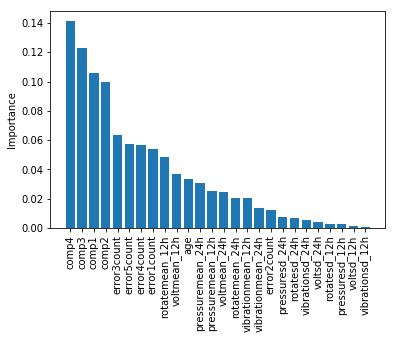 0.14
0.12
0.10
0.08
0.06
0.04
0.02
0.00
Importance
comp4
comp3
comp1
comp2
error3count
error5count
error4count
error1count
rotatemean_12h
voltmean_12h
age
pressuremean_24h
pressuremean_12h
voltmean_24h
rotatemean_24h
vibrationmean_12h
vibrationmean_24h
error2count
pressuresd_24h
rotatesd_24h
vibrationsd_24h
voltsd_24h
rotatesd_12h
pressuresd_12h
voltsd_12h
vibrationsd_12h